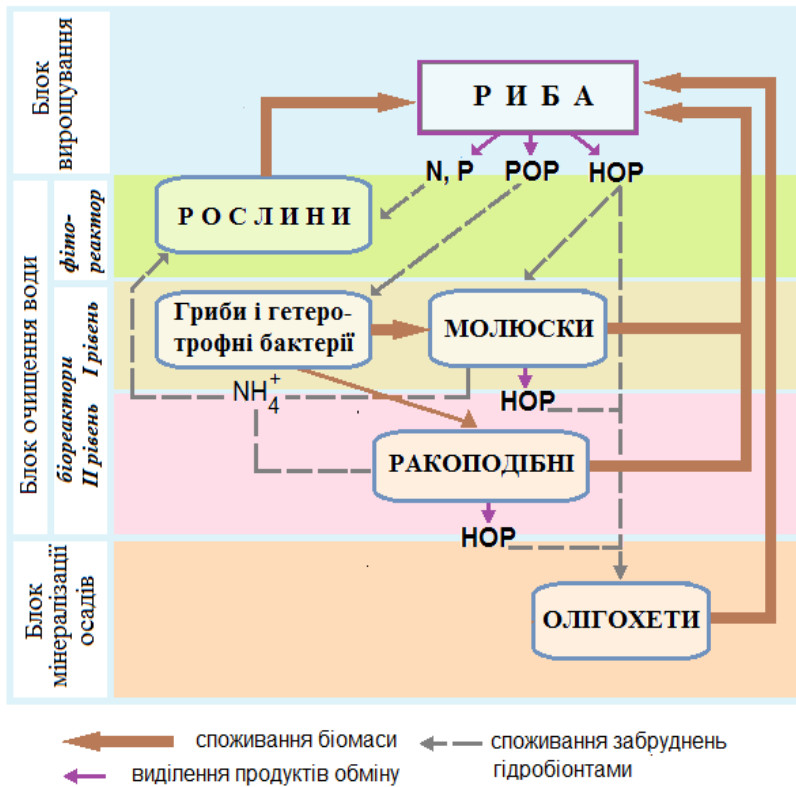 Блок
вирощування
Р И Б А
N, P
РОР
НОР
Блок очищення води
фіто-
реактор
Р О С Л И Н И
біореактори
І рівень
Гриби і гетеро-
трофні бактерії
МОЛЮСКИ
NH₄⁺
НОР
ІІ рівень
РАКОПОДІБНІ
НОР
Блок
мінералізації
осадів
ОЛІГОХЕТИ
споживання біомаси
виділення продуктів обміну
споживання забруднень
гідробіонтами